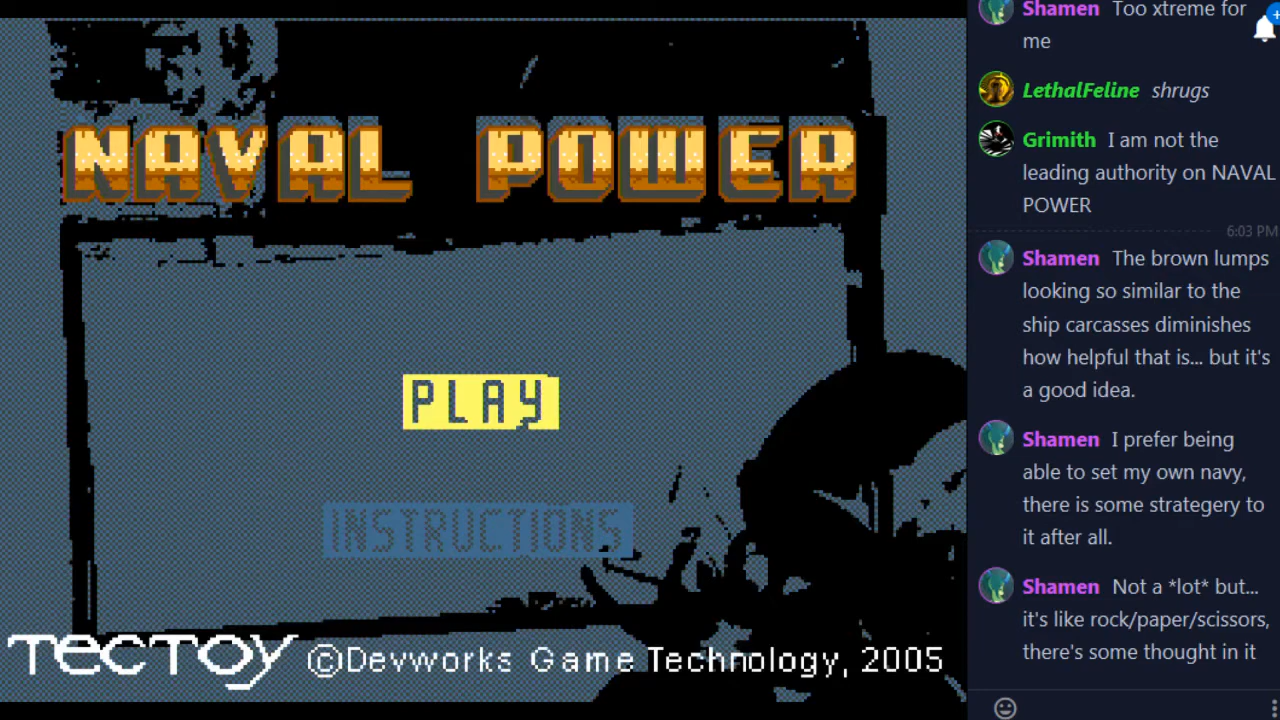 NAVAL POWER
PLAY
INSTRUCTIONS
TECTOY ©Devworks Game Technology, 2005
Shamen Too xtreme for
me
LethalFeline shrugs
Grimith I am not the
leading authority on NAVAL
POWER
6:03 PM
Shamen The brown lumps
looking so similar to the
ship carcasses diminishes
how helpful that is... but it's
a good idea.
Shamen I prefer being
able to set my own navy,
there is some strategery to
it after all.
Shamen Not a *lot* but...
it's like rock/paper/scissors,
there's some thought in it